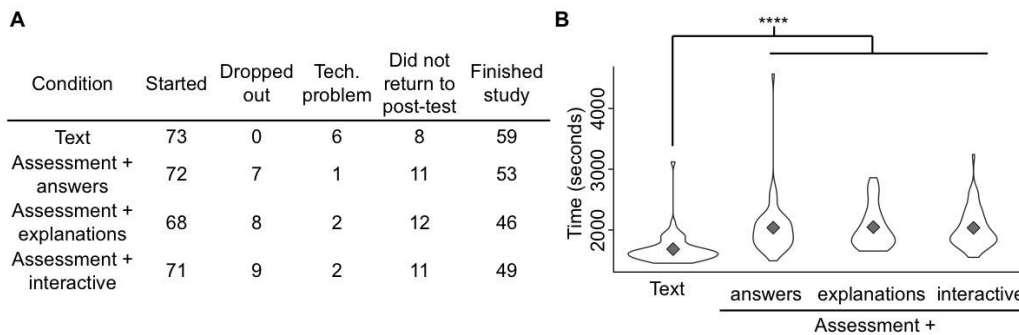 A
Condition Started Dropped out Tech. problem Did not return to post-test Finished study
Text 73 0 6 8 59
Assessment + answers 72 7 1 11 53
Assessment + explanations 68 8 2 12 46
Assessment + interactive 71 9 2 11 49
B
****
Time (seconds)
4000
3000
2000
Text answers explanations interactive
Assessment +